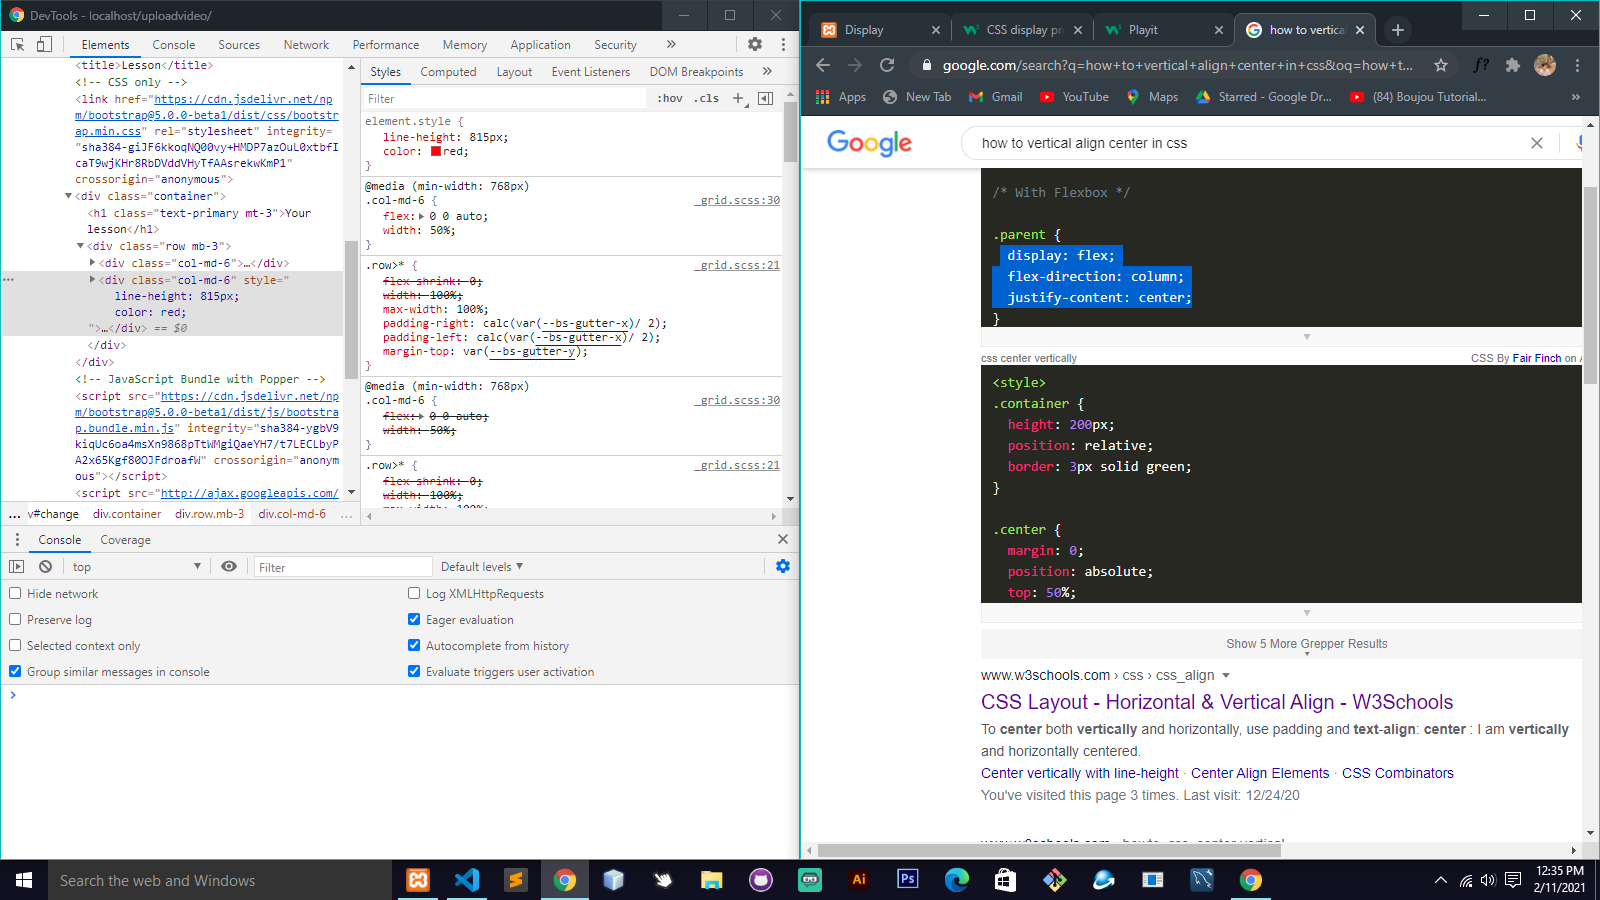 DevTools - localhost/uploadvideo/
Elements Console Sources Network Performance Memory Application Security »
<title>Lesson</title>
<!-- CSS only -->
<link href="https://cdn.jsdelivr.net/np
m/bootstrap@5.0.0-beta1/dist/css/bootstr
ap.min.css" rel="stylesheet" integrity=
"sha384-giJF6kkoqNQ00vy+HMDP7azOuL0xtbfI
caT9wjKHr8RbDVddVHyTfAAsrekwKmP1"
crossorigin="anonymous">
<div class="container">
<h1 class="text-primary mt-3">Your
lesson</h1>
<div class="row mb-3">
<div class="col-md-6">…</div>
<div class="col-md-6" style="
line-height: 815px;
color: red;
">…</div> == $0
</div>
</div>
<!-- JavaScript Bundle with Popper -->
<script src="https://cdn.jsdelivr.net/np
m/bootstrap@5.0.0-beta1/dist/js/bootstra
p.bundle.min.js" integrity="sha384-ygbV9
kiqUc6oa4msXn9868pTtWMgiQaeYH7/t7LECLbyP
A2x65Kgf80OJFdroafW" crossorigin="anonym
ous"></script>
<script src="http://ajax.googleapis.com/
... v#change div.container div.row.mb-3 div.col-md-6 ...
Styles Computed Layout Event Listeners DOM Breakpoints »
Filter :hov .cls +
element.style {
line-height: 815px;
color: red;
}
@media (min-width: 768px)
.col-md-6 { _grid.scss:30
flex: 0 0 auto;
width: 50%;
}
.row>* { _grid.scss:21
flex-shrink: 0;
width: 100%;
max-width: 100%;
padding-right: calc(var(--bs-gutter-x)/ 2);
padding-left: calc(var(--bs-gutter-x)/ 2);
margin-top: var(--bs-gutter-y);
}
@media (min-width: 768px)
.col-md-6 { _grid.scss:30
flex: 0 0 auto;
width: 50%;
}
.row>* { _grid.scss:21
flex-shrink: 0;
width: 100%;
max-width: 100%;
Console Coverage
top Filter Default levels
Hide network Log XMLHttpRequests
Preserve log Eager evaluation
Selected context only Autocomplete from history
Group similar messages in console Evaluate triggers user activation
Display CSS display pr Playit how to vertica
google.com/search?q=how+to+vertical+align+center+in+css&oq=how+t... f?
Apps New Tab Gmail YouTube Maps Starred - Google Dr... (84) Boujou Tutorial... »
Google how to vertical align center in css
/* With Flexbox */
.parent {
display: flex;
flex-direction: column;
justify-content: center;
}
css center vertically CSS By Fair Finch on
<style>
.container {
height: 200px;
position: relative;
border: 3px solid green;
}
.center {
margin: 0;
position: absolute;
top: 50%;
Show 5 More Grepper Results
www.w3schools.com › css › css_align
CSS Layout - Horizontal & Vertical Align - W3Schools
To center both vertically and horizontally, use padding and text-align: center : I am vertically
and horizontally centered.
Center vertically with line-height · Center Align Elements · CSS Combinators
You've visited this page 3 times. Last visit: 12/24/20
Search the web and Windows
Ai Ps
12:35 PM
2/11/2021